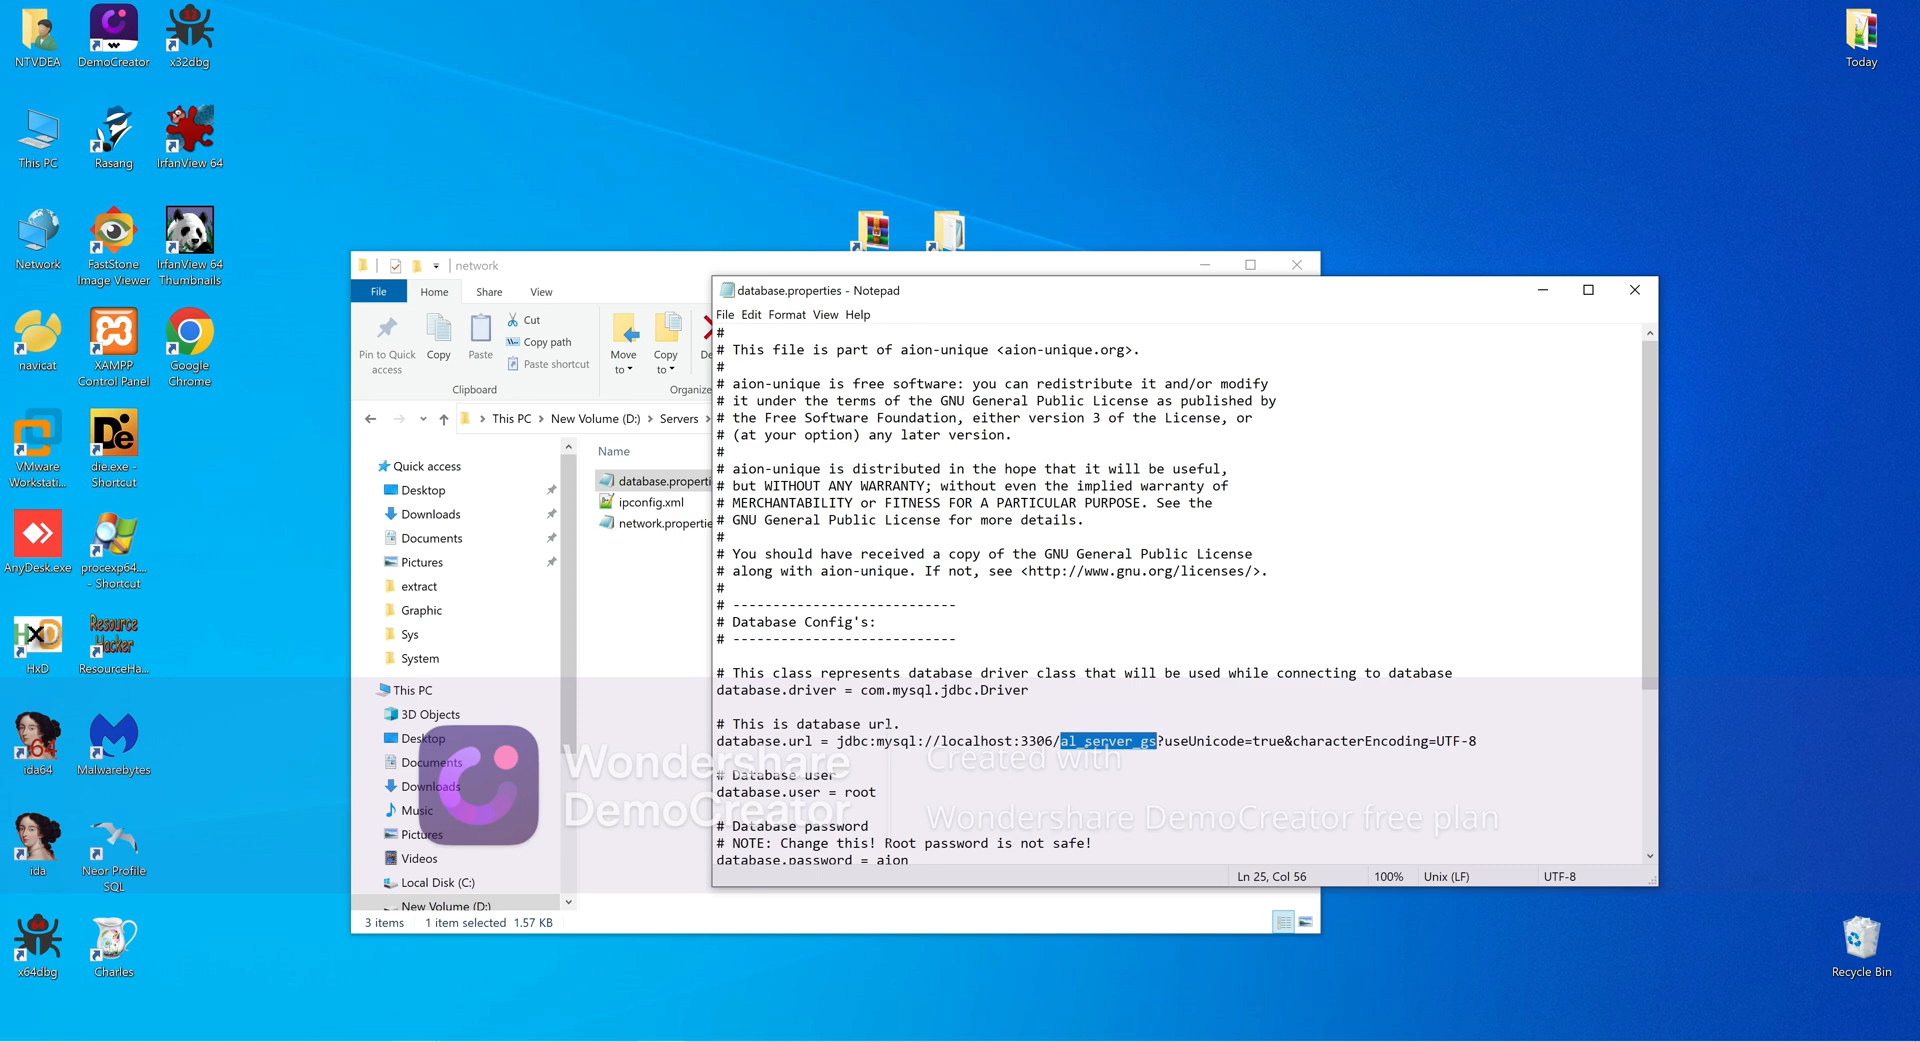 NTVDEA
DemoCreator
x32dbg
Today
This PC
Rasang
IrfanView 64
Network
FastStone
Image Viewer
IrfanView 64
Thumbnails
navicat
XAMPP
Control Panel
Google
Chrome
VMware
Workstati...
die.exe -
Shortcut
AnyDesk.exe
procexp64....
- Shortcut
HxD
Resource
Hacker
ResourceHa...
ida64
Malwarebytes
ida
Neor Profile
SQL
x64dbg
Charles
Recycle Bin
network
File
Home
Share
View
Pin to Quick
access
Copy
Paste
Cut
Copy path
Paste shortcut
Move
to
Copy
to
De
Clipboard
Organize
This PC
New Volume (D:)
Servers
Name
database.properti
ipconfig.xml
network.propertie
Quick access
Desktop
Downloads
Documents
Pictures
extract
Graphic
Sys
System
This PC
3D Objects
Desktop
Documents
Downloads
Music
Pictures
Videos
Local Disk (C:)
New Volume (D:)
3 items
1 item selected 1.57 KB
database.properties - Notepad
File Edit Format View Help
#
# This file is part of aion-unique <aion-unique.org>.
#
# aion-unique is free software: you can redistribute it and/or modify
# it under the terms of the GNU General Public License as published by
# the Free Software Foundation, either version 3 of the License, or
# (at your option) any later version.
#
# aion-unique is distributed in the hope that it will be useful,
# but WITHOUT ANY WARRANTY; without even the implied warranty of
# MERCHANTABILITY or FITNESS FOR A PARTICULAR PURPOSE. See the
# GNU General Public License for more details.
#
# You should have received a copy of the GNU General Public License
# along with aion-unique. If not, see <http://www.gnu.org/licenses/>.
#
# ----------------------------
# Database Config's:
# ----------------------------
# This class represents database driver class that will be used while connecting to database
database.driver = com.mysql.jdbc.Driver
# This is database url.
database.url = jdbc:mysql://localhost:3306/al_server_gs?useUnicode=true&characterEncoding=UTF-8
# Database user
database.user = root
# Database password
# NOTE: Change this! Root password is not safe!
database.password = aion
Ln 25, Col 56
100%
Unix (LF)
UTF-8
Wondershare
DemoCreator
Created with
Wondershare DemoCreator free plan